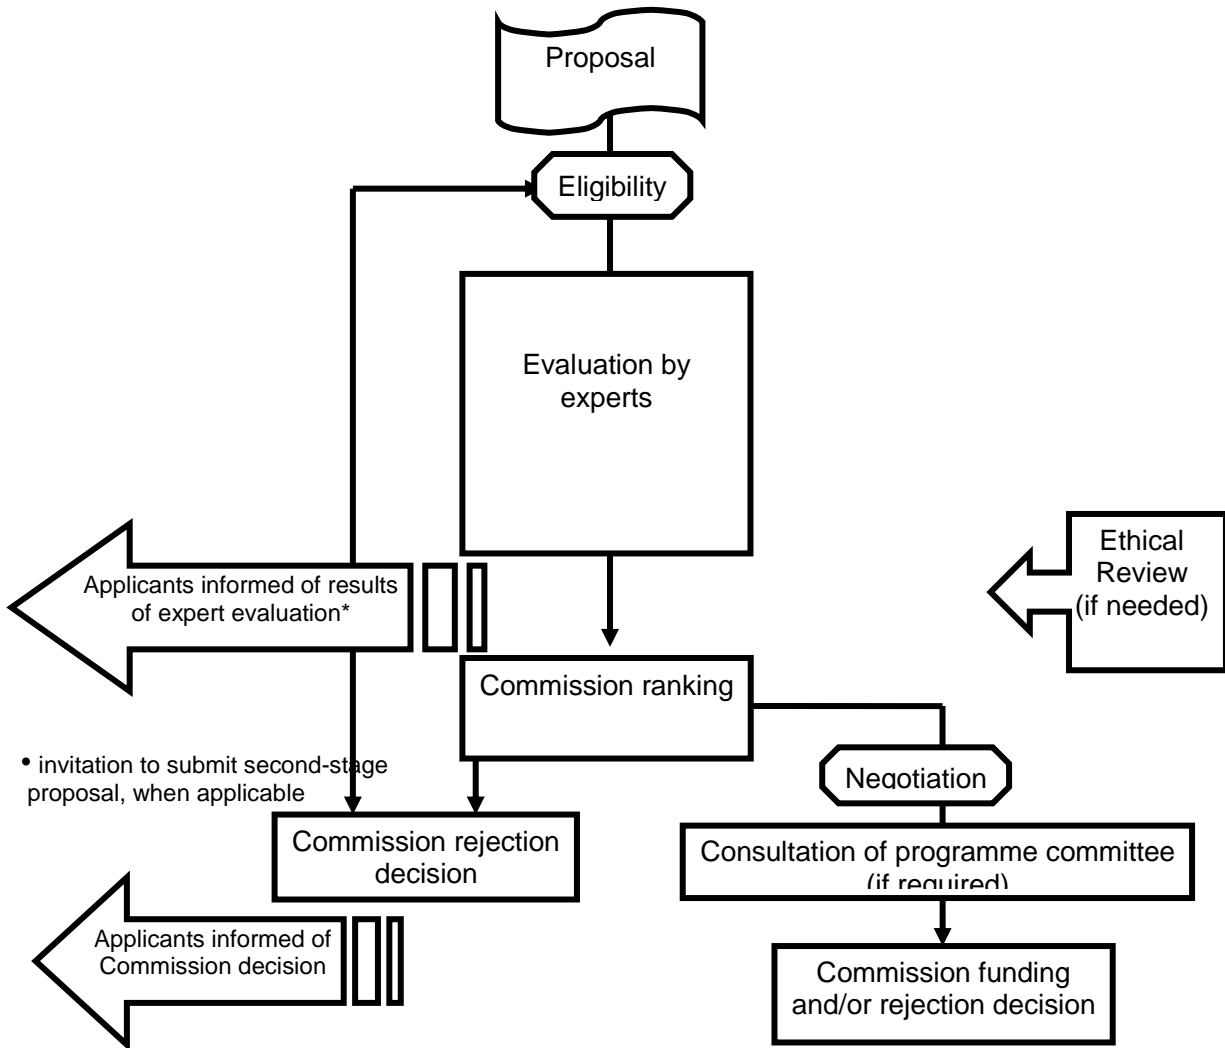 Proposal
Eligibility
Evaluation by
experts
Ethical
Review
(if needed)
Applicants informed of results
of expert evaluation*
Commission ranking
• invitation to submit second-stage
proposal, when applicable
Negotiation
Commission rejection
decision
Consultation of programme committee
(if required)
Applicants informed of
Commission decision
Commission funding
and/or rejection decision